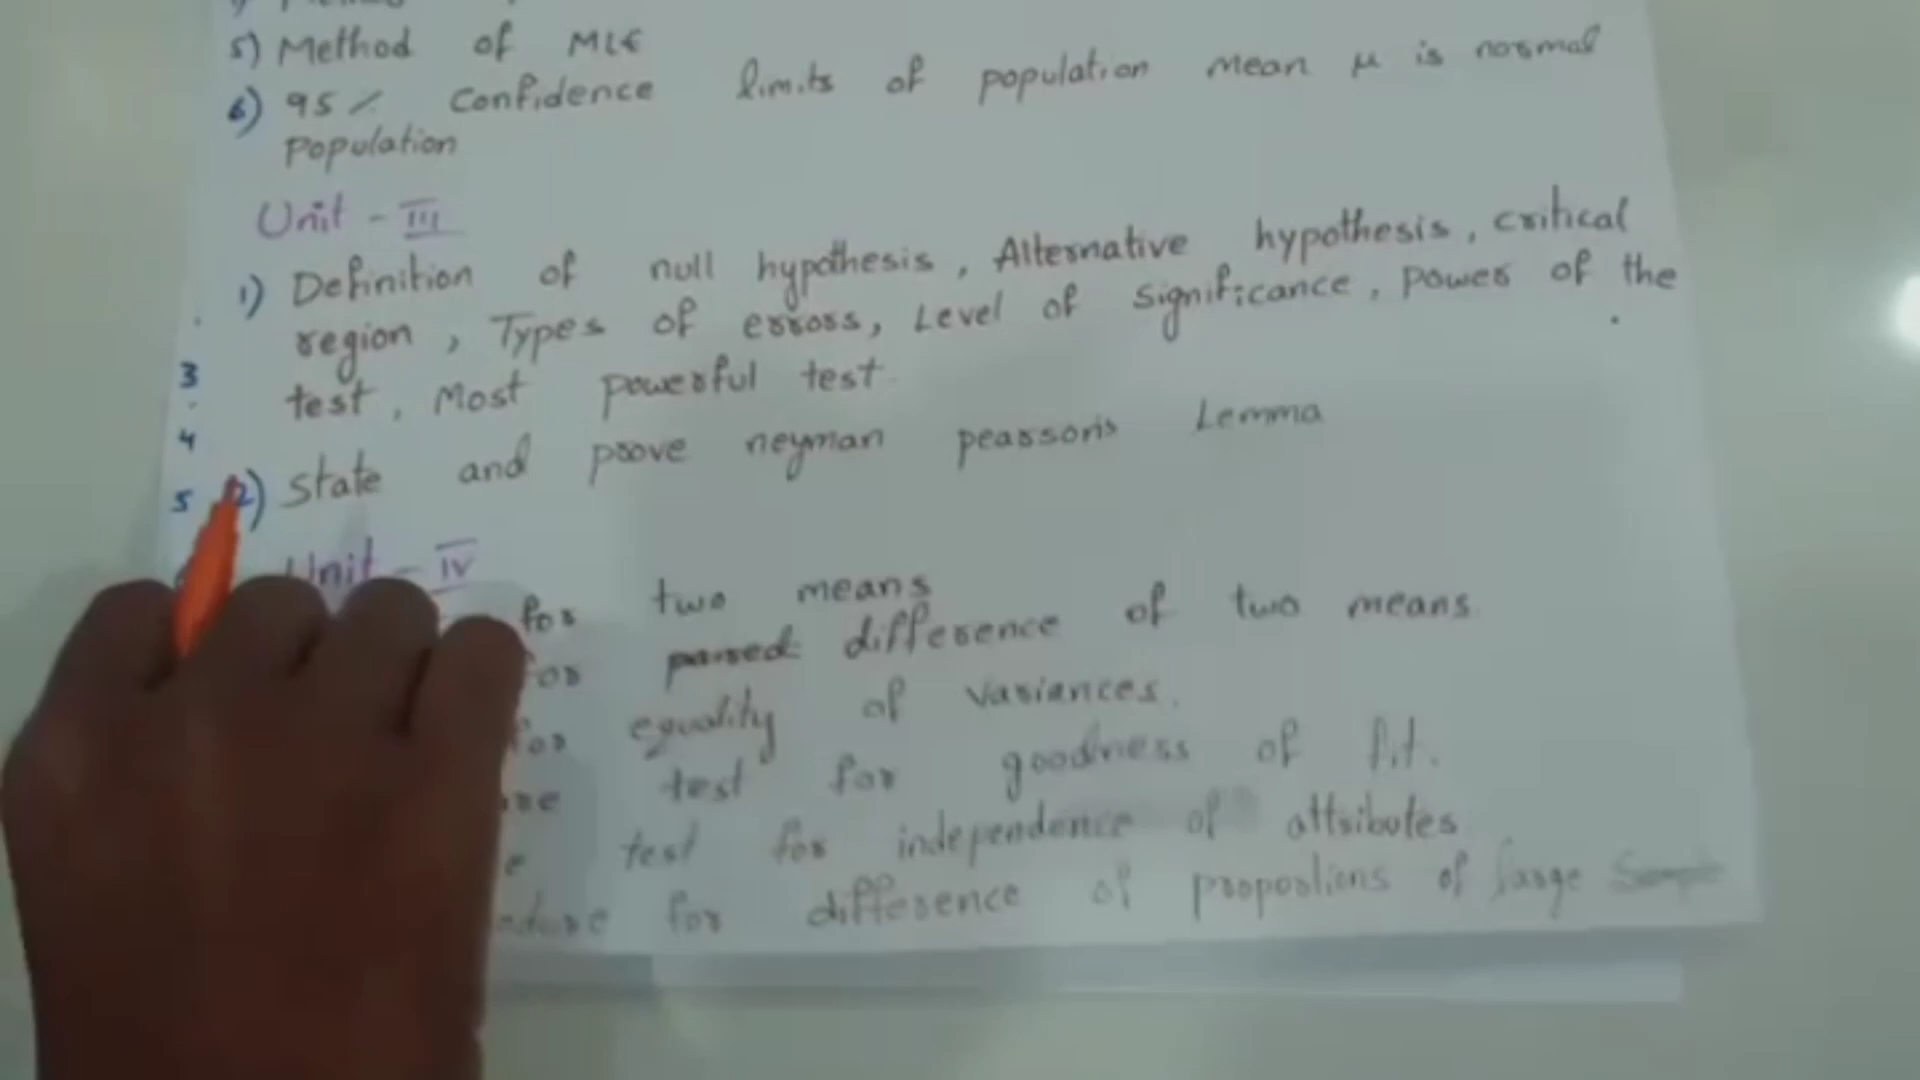 5) Method of MLE
6) 95% Confidence limits of population mean μ is normal
population
Unit - III
1) Definition of null hypothesis, Alternative hypothesis, critical
region, Types of errors, Level of significance, power of the
3
test, Most powerful test.
4
5 2) State and prove neyman pearson's Lemma
Unit - IV
for two means
for paired difference of two means.
for equality of variances.
test for goodness of fit.
test for independence of attributes
for difference of proportions of large sample